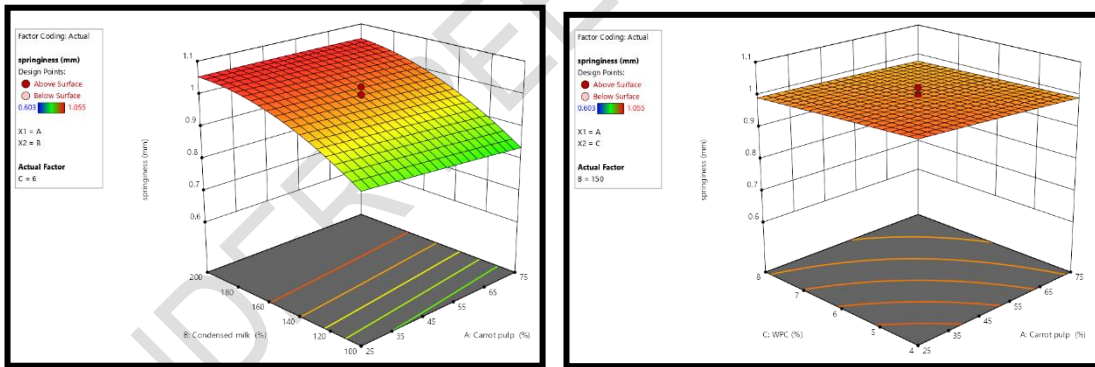 Factor Coding: Actual
springiness (mm)
Design Points:
Above Surface
Below Surface
0.603 1.055
X1 = A
X2 = B
Actual Factor
C = 6
springiness (mm)
1.1
1
0.9
0.8
0.7
0.6
200
180
160
140
120
100
B: Condensed milk (%)
25
35
45
55
65
75
A: Carrot pulp (%)
Factor Coding: Actual
springiness (mm)
Design Points:
Above Surface
Below Surface
0.603 1.055
X1 = A
X2 = C
Actual Factor
B = 150
springiness (mm)
1.1
1
0.9
0.8
0.7
0.6
8
7
6
5
4
C: WPC (%)
25
35
45
55
65
75
A: Carrot pulp (%)